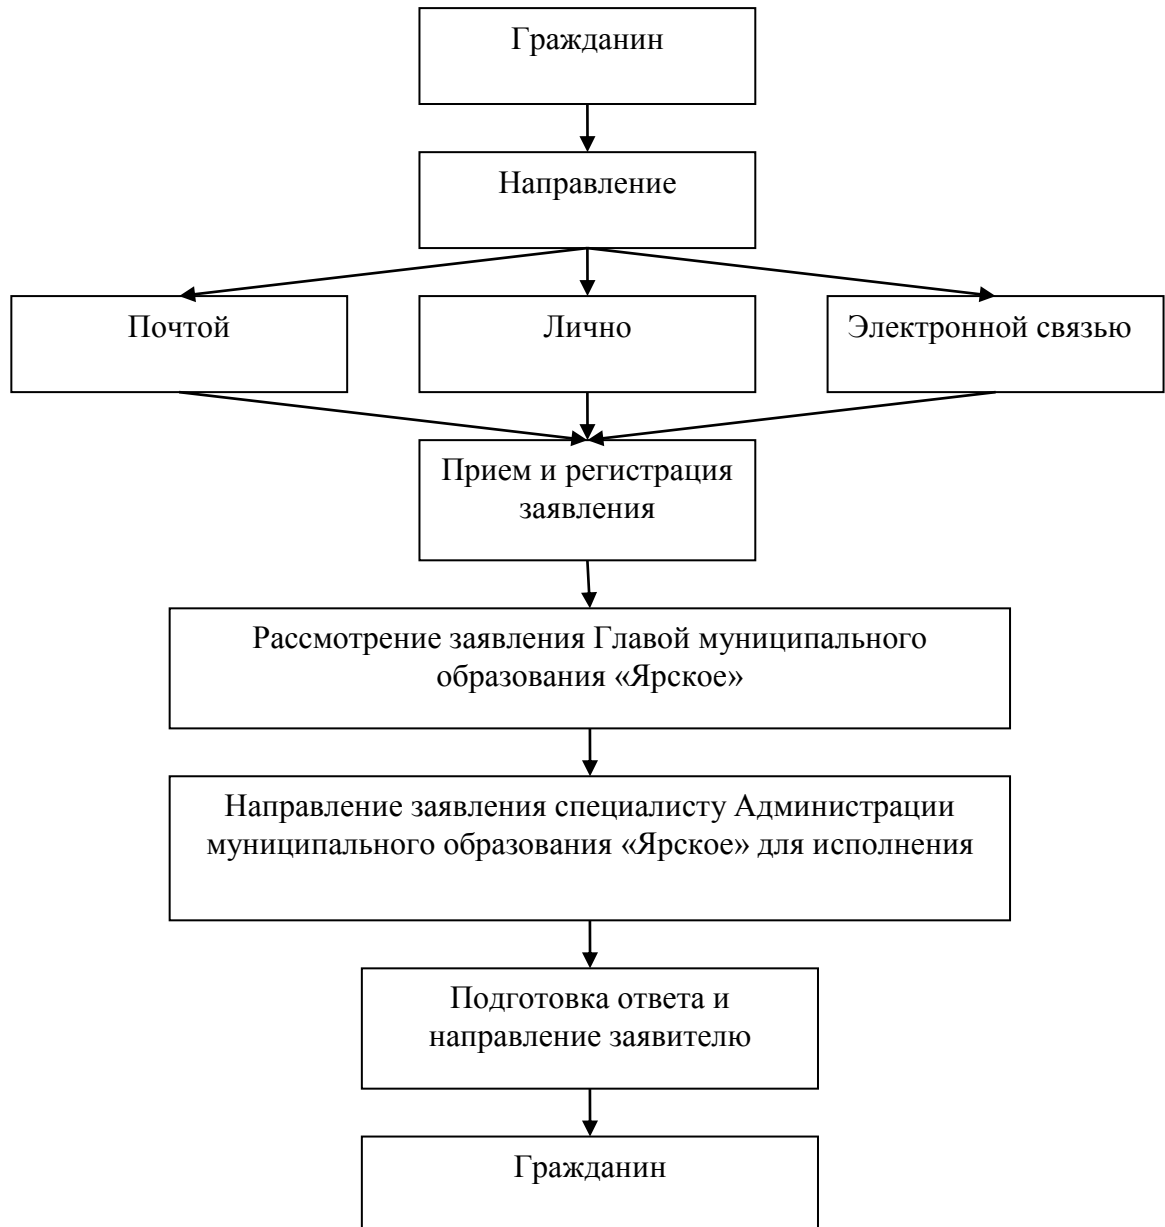 Гражданин
Направление
Почтой
Лично
Электронной связью
Прием и регистрация
заявления
Рассмотрение заявления Главой муниципального
образования «Ярское»
Направление заявления специалисту Администрации
муниципального образования «Ярское» для исполнения
Подготовка ответа и
направление заявителю
Гражданин